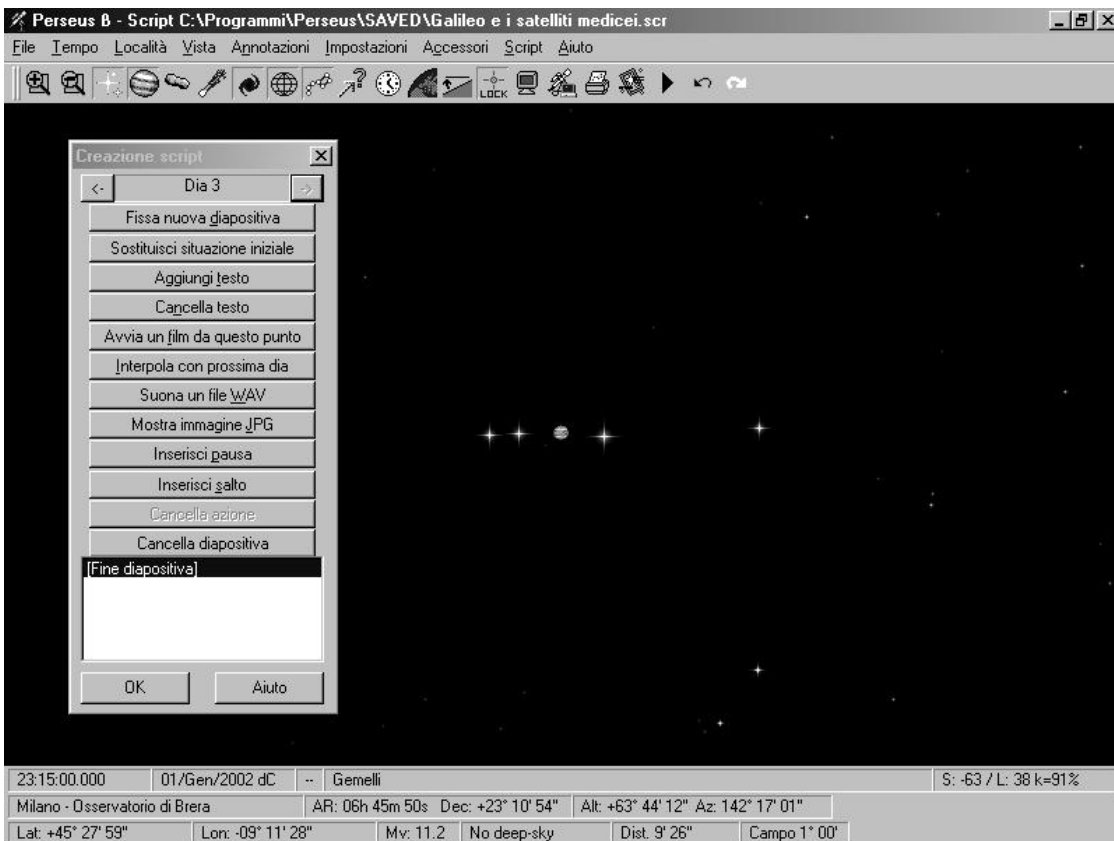 Perseus ß - Script C:\Programmi\Perseus\SAVED\Galileo e i satelliti medicei.scr
File Tempo Località Vista Annotazioni Impostazioni Accessori Script Aiuto
LOCK
Creazione script
<- Dia 3 ->
Fissa nuova diapositiva
Sostituisci situazione iniziale
Aggiungi testo
Cancella testo
Avvia un film da questo punto
Interpola con prossima dia
Suona un file WAV
Mostra immagine JPG
Inserisci pausa
Inserisci salto
Cancella azione
Cancella diapositiva
[Fine diapositiva]
OK Aiuto
23:15:00.000 01/Gen/2002 dC -- Gemelli S: -63 / L: 38 k=91%
Milano - Osservatorio di Brera AR: 06h 45m 50s Dec: +23° 10' 54" Alt: +63° 44' 12" Az: 142° 17' 01"
Lat: +45° 27' 59" Lon: -09° 11' 28" Mv: 11.2 No deep-sky Dist. 9' 26" Campo 1° 00'